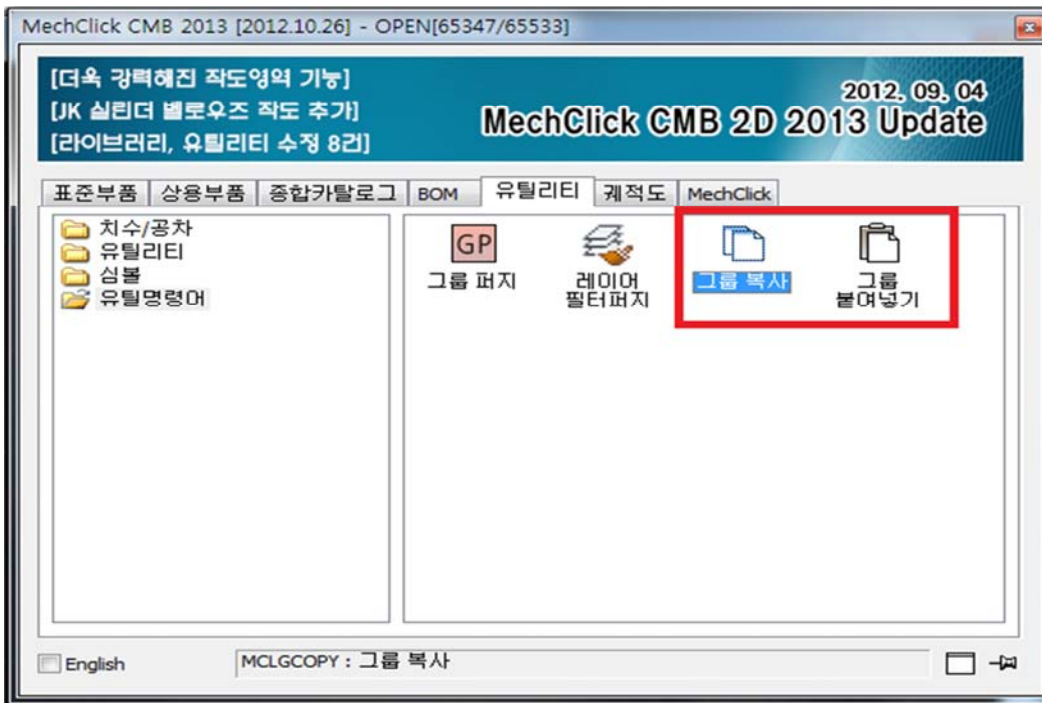 MechClick CMB 2013 [2012.10.26] - OPEN[65347/65533]
[더욱 강력해진 작도영역 기능]
[JK 실린더 벨로우즈 작도 추가]
[라이브러리, 유틸리티 수정 8건]
2012. 09. 04
MechClick CMB 2D 2013 Update
표준부품 상용부품 종합카탈로그 BOM 유틸리티 궤적도 MechClick
치수/공차
유틸리티
심볼
유틸명령어
GP
그룹 퍼지
레이어
필터퍼지
그룹 복사
그룹
붙여넣기
English
MCLGCOPY : 그룹 복사